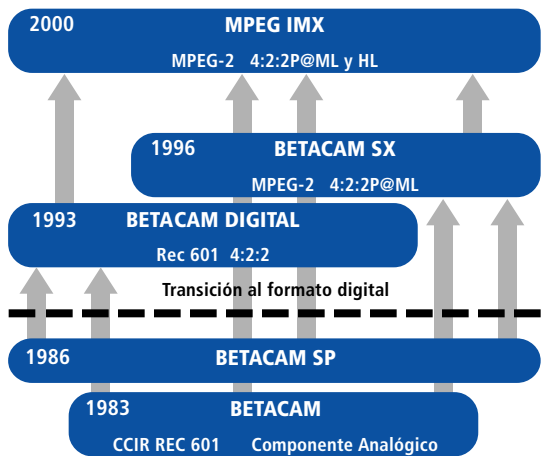 2000 MPEG IMX
MPEG-2 4:2:2P@ML y HL
1996 BETACAM SX
MPEG-2 4:2:2P@ML
1993 BETACAM DIGITAL
Rec 601 4:2:2
Transición al formato digital
1986 BETACAM SP
1983 BETACAM
CCIR REC 601 Componente Analógico